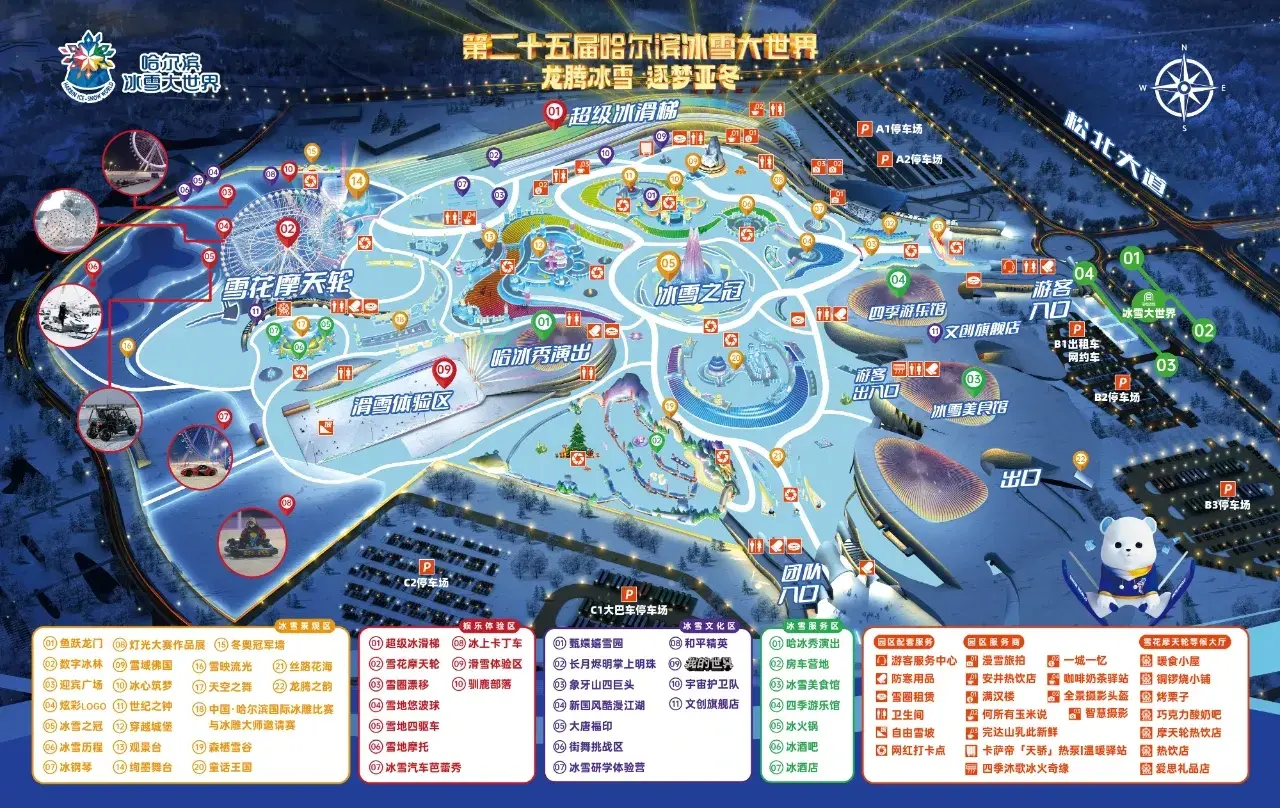 第二十五届哈尔滨冰雪大世界
龙腾冰雪 逐梦亚冬
哈尔滨
冰雪大世界
HARBIN ICE-SNOW WORLD
N
W E
S
松北大道
01 超级冰滑梯
P A1停车场
P A2停车场
02
雪花摩天轮
14
05
冰雪之冠
04
四季游乐馆
11 文创旗舰店
游客
入口
04 01
冰雪大世界
02
03
P
B1出租车
网约车
P
B2停车场
01
哈冰秀演出
09
滑雪体验区
游客
出入口
03
冰雪美食馆
出口
P
B3停车场
团队
入口
P
C2停车场
P
C1大巴车停车场
冰雪景观区
01 鱼跃龙门
02 数字冰林
03 迎宾广场
04 炫彩LOGO
05 冰雪之冠
06 冰雪历程
07 冰钢琴
08 灯光大赛作品展
09 雪域佛国
10 冰心筑梦
11 世纪之钟
12 穿越城堡
13 观景台
14 绚墨舞台
15 冬奥冠军墙
16 雪映流光
17 天空之舞
18 中国·哈尔滨国际冰雕比赛
与冰雕大师邀请赛
19 森栖雪谷
20 童话王国
21 丝路花海
22 龙腾之韵
娱乐体验区
01 超级冰滑梯
02 雪花摩天轮
03 雪圈漂移
04 雪地悠波球
05 雪地四驱车
06 雪地摩托
07 冰雪汽车芭蕾秀
08 冰上卡丁车
09 滑雪体验区
10 驯鹿部落
冰雪文化区
01 甄嬛嬉雪园
02 长月烬明掌上明珠
03 象牙山四巨头
04 新国风酷漫江湖
05 大唐福印
06 街舞挑战区
07 冰雪研学体验营
08 和平精英
09 我的世界
10 宇宙护卫队
11 文创旗舰店
冰雪服务区
01 哈冰秀演出
02 房车营地
03 冰雪美食馆
04 四季游乐馆
05 冰火锅
06 冰酒吧
07 冰酒店
园区配套服务
游客服务中心
防寒用品
雪圈租赁
卫生间
自由雪坡
网红打卡点
园区服务商
漫雪旅拍
安井热饮店
满汉楼
何所有玉米说
完达山乳此新鲜
卡萨帝「天骄」热泵|温暖驿站
四季沐歌冰火奇缘
一城一忆
咖啡奶茶驿站
全景摄影头盔
智慧摄影
雪花摩天轮等候大厅
暖食小屋
铜锣烧小铺
烤栗子
巧克力酸奶吧
摩天轮热饮店
热饮店
爱思礼品店